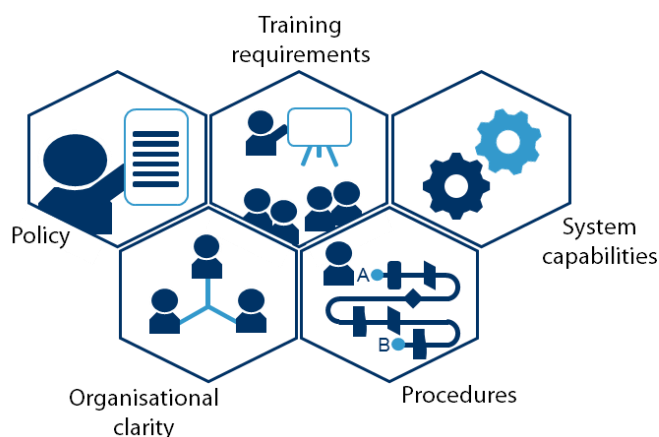 Training
requirements
Policy
System
capabilities
A
B
Organisational
clarity
Procedures